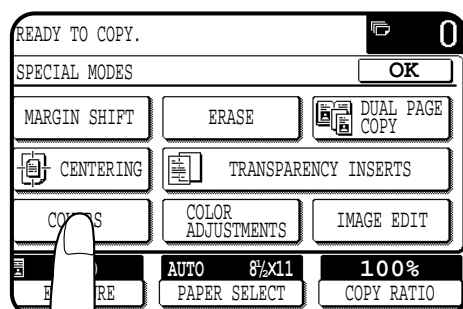 READY TO COPY.
0
SPECIAL MODES
OK
MARGIN SHIFT
ERASE
DUAL PAGE
COPY
CENTERING
TRANSPARENCY INSERTS
COLOR
ADJUSTMENTS
IMAGE EDIT
AUTO 8½X11
100%
PAPER SELECT
COPY RATIO